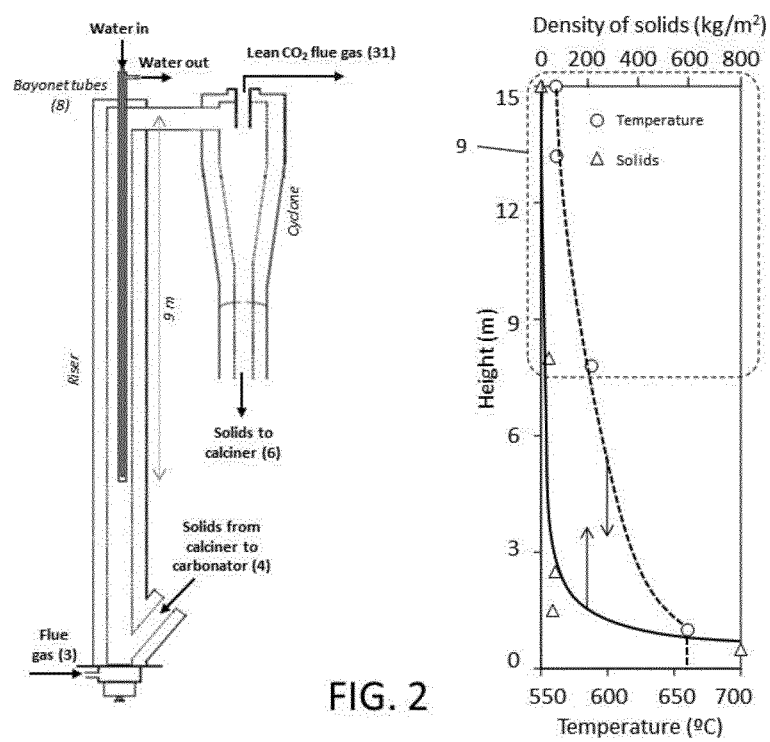 Water in
Water out
Lean CO₂ flue gas (31)
Bayonet tubes
(8)
Cyclone
9 m
Riser
Solids to
calciner (6)
Solids from
calciner to
carbonator (4)
Flue
gas (3)
FIG. 2
Density of solids (kg/m²)
0 200 400 600 800
15
12
9
6
3
0
Temperature
Solids
9
Height (m)
550 600 650 700
Temperature (ºC)